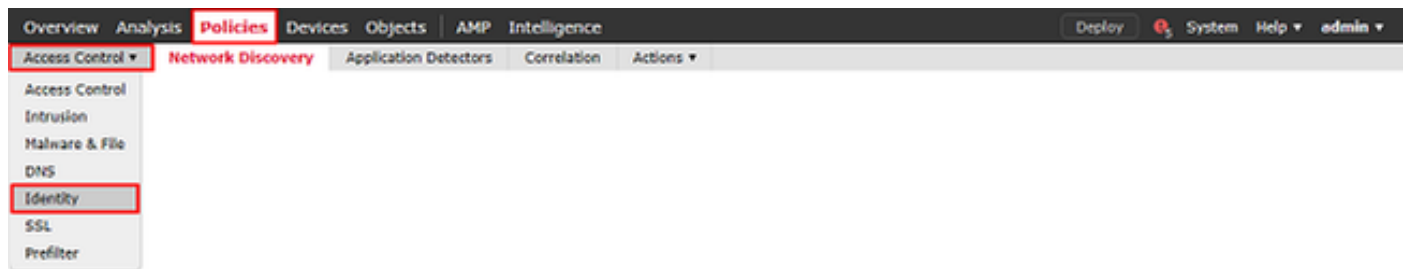 Overview Analysis Policies Devices Objects AMP Intelligence Deploy System Help ▾ admin ▾
Access Control ▾ Network Discovery Application Detectors Correlation Actions ▾
Access Control
Intrusion
Malware & File
DNS
Identity
SSL
Prefilter